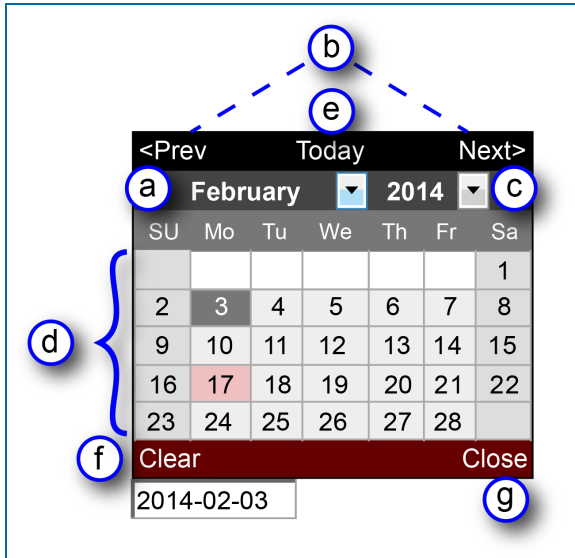 b
e
<Prev Today Next>
a February 2014 c
SU Mo Tu We Th Fr Sa
1
2 3 4 5 6 7 8
d 9 10 11 12 13 14 15
16 17 18 19 20 21 22
23 24 25 26 27 28
f Clear Close
2014-02-03 g